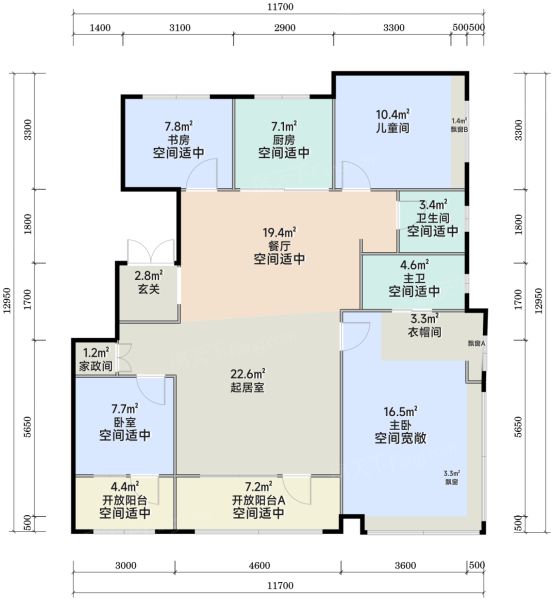 11700
1400 3100 2900 3300 500 500
3300
1800
1700
5650
500
12950
7.8㎡
书房
空间适中
7.1㎡
厨房
空间适中
10.4㎡
儿童间
1.4㎡
飘窗B
3.4㎡
卫生间
空间适中
19.4㎡
餐厅
空间适中
4.6㎡
主卫
空间适中
2.8㎡
玄关
3.3㎡
衣帽间
飘窗A
1.2㎡
家政间
22.6㎡
起居室
7.7㎡
卧室
空间适中
16.5㎡
主卧
空间宽敞
3.3㎡
飘窗
4.4㎡
开放阳台
空间适中
7.2㎡
开放阳台A
空间适中
3300
1800
1700
5650
500
12950
3000 4600 3600 500
11700